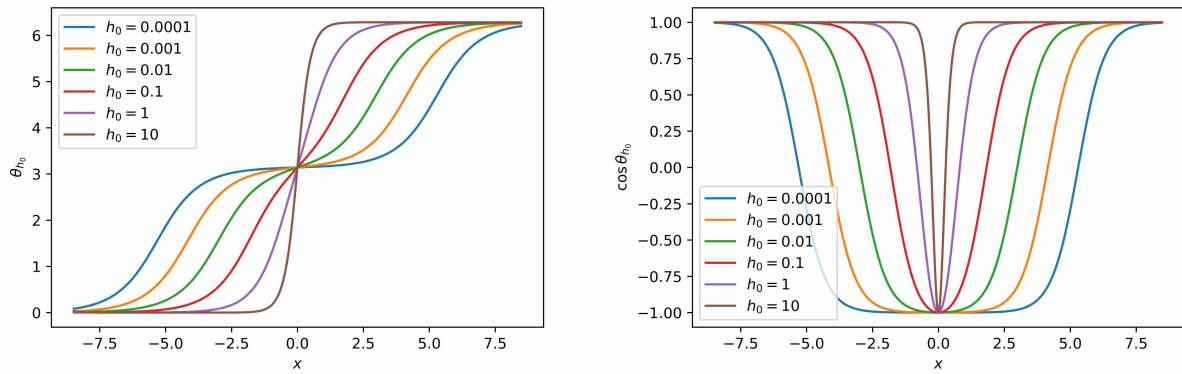 h₀ = 0.0001
h₀ = 0.001
h₀ = 0.01
h₀ = 0.1
h₀ = 1
h₀ = 10
6
5
4
3
2
1
0
θ_{h₀}
−7.5 −5.0 −2.5 0.0 2.5 5.0 7.5
x
1.00
0.75
0.50
0.25
0.00
−0.25
−0.50
−0.75
−1.00
cos θ_{h₀}
h₀ = 0.0001
h₀ = 0.001
h₀ = 0.01
h₀ = 0.1
h₀ = 1
h₀ = 10
−7.5 −5.0 −2.5 0.0 2.5 5.0 7.5
x